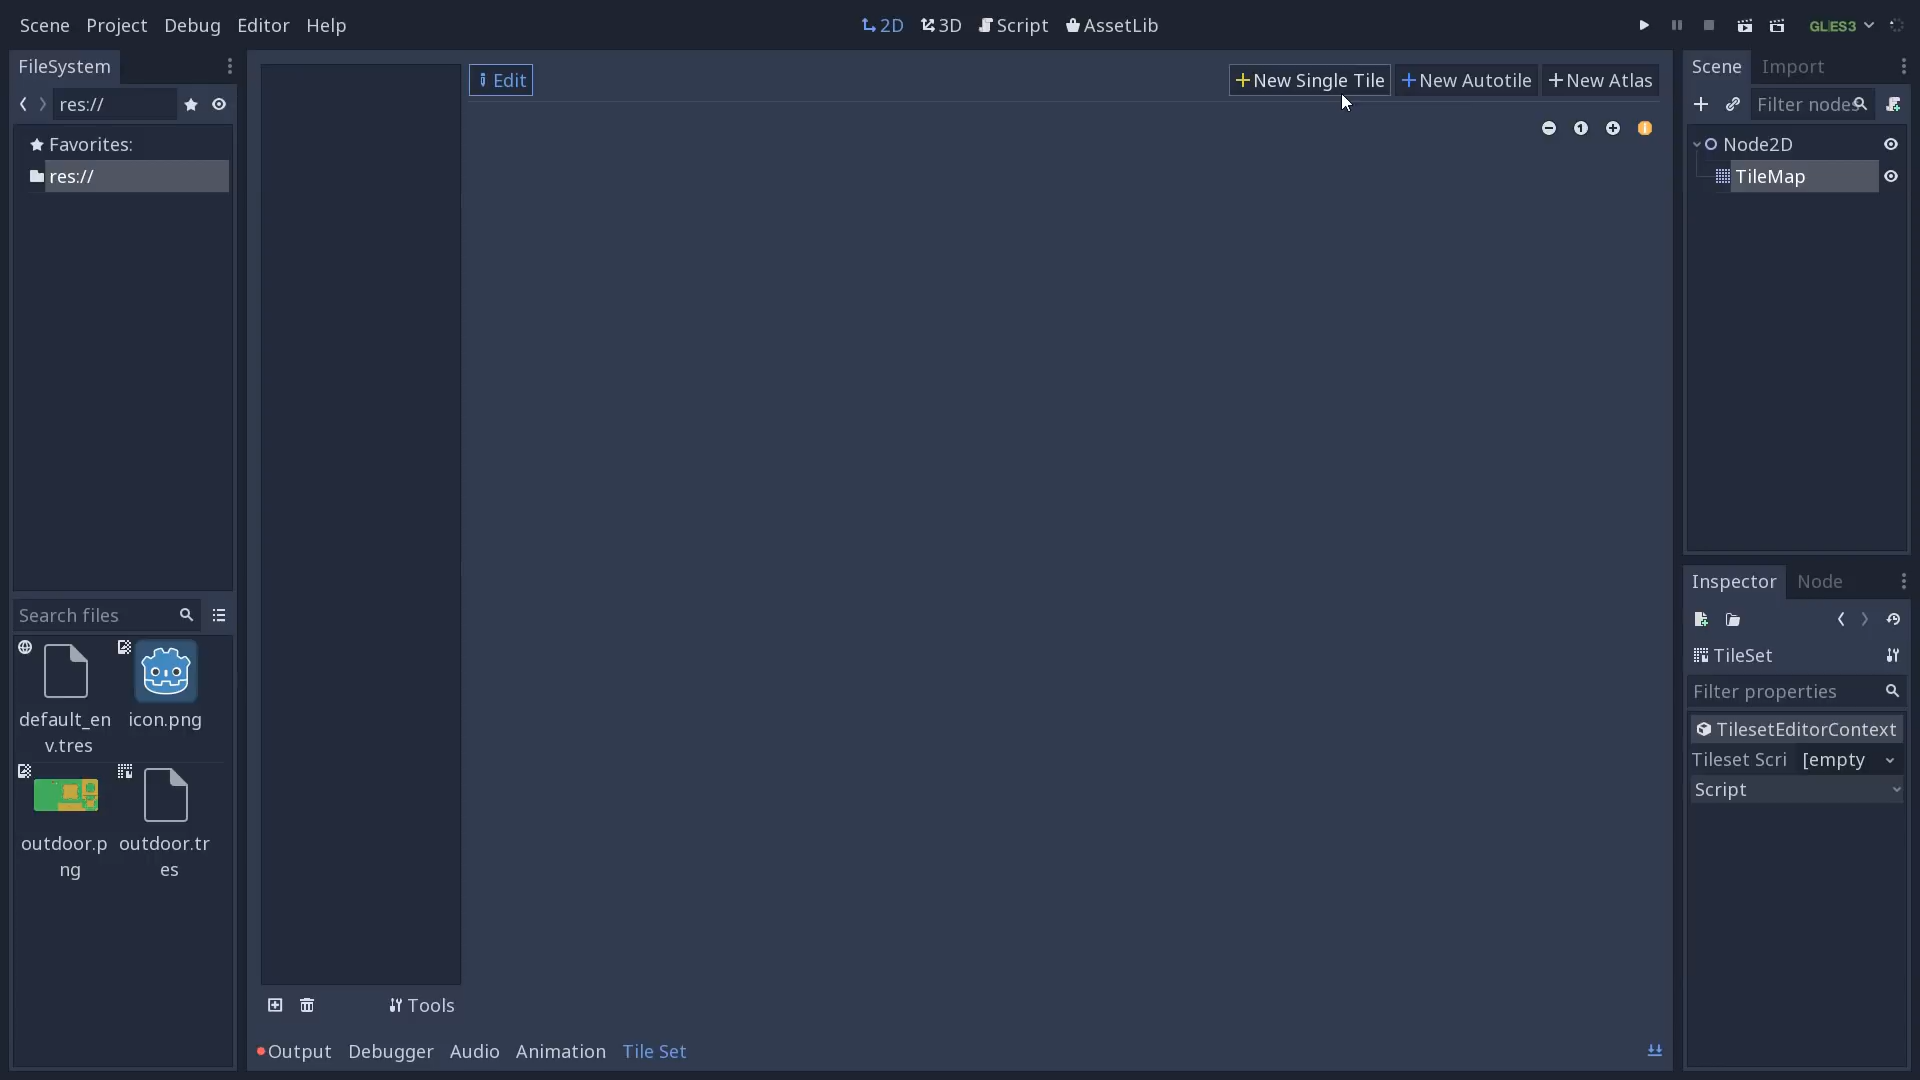 Scene Project Debug Editor Help
2D 3D Script AssetLib
GLES3
FileSystem
res://
Favorites:
res://
Search files
default_en
v.tres
icon.png
outdoor.p
ng
outdoor.tr
es
Edit
New Single Tile New Autotile New Atlas
1
Tools
Output Debugger Audio Animation Tile Set
Scene Import
Filter nodes
Node2D
TileMap
Inspector Node
TileSet
Filter properties
TilesetEditorContext
Tileset Scri [empty
Script